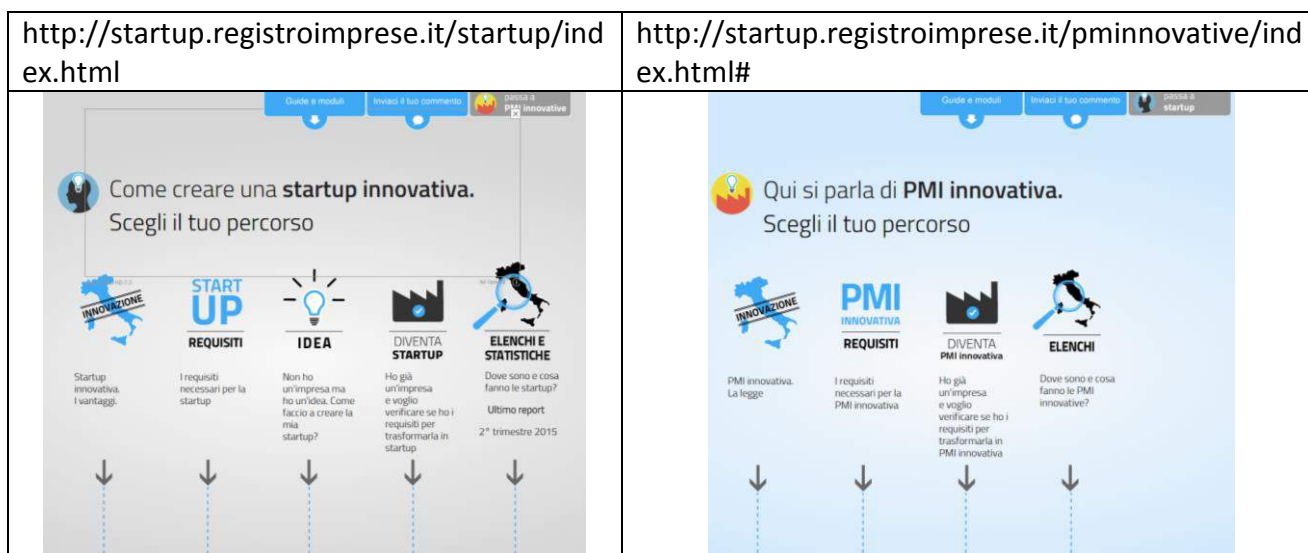 http://startup.registroimprese.it/startup/ind
ex.html
http://startup.registroimprese.it/pminnovative/ind
ex.html#
Guide e moduli
Inviaci il tuo commento
passa a
PMI innovative
Come creare una startup innovativa.
Scegli il tuo percorso
INNOVAZIONE
Startup
innovativa.
I vantaggi.
START
UP
REQUISITI
I requisiti
necessari per la
startup
IDEA
Non ho
un'impresa ma
ho un'idea. Come
faccio a creare la
mia
startup?
DIVENTA
STARTUP
Ho già
un'impresa
e voglio
verificare se ho i
requisiti per
trasformarla in
startup
ELENCHI E
STATISTICHE
Dove sono e cosa
fanno le startup?
Ultimo report
2° trimestre 2015
Guide e moduli
Inviaci il tuo commento
passa a
startup
Qui si parla di PMI innovativa.
Scegli il tuo percorso
INNOVAZIONE
PMI innovativa.
La legge
PMI
INNOVATIVA
REQUISITI
I requisiti
necessari per la
PMI innovativa
DIVENTA
PMI innovativa
Ho già
un'impresa
e voglio
verificare se ho i
requisiti per
trasformarla in
PMI innovativa
ELENCHI
Dove sono e cosa
fanno le PMI
innovative?